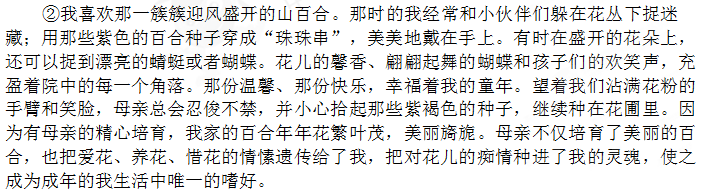 ②我喜欢那一簇簇迎风盛开的山百合。那时的我经常和小伙伴们躲在花丛下捉迷
藏；用那些紫色的百合种子穿成“珠珠串”，美美地戴在手上。有时在盛开的花朵上，
还可以捉到漂亮的蜻蜓或者蝴蝶。花儿的馨香、翩翩起舞的蝴蝶和孩子们的欢笑声，充
盈着院中的每一个角落。那份温馨、那份快乐，幸福着我的童年。望着我们沾满花粉的
手臂和笑脸，母亲总会忍俊不禁，并小心拾起那些紫褐色的种子，继续种在花圃里。因
为有母亲的精心培育，我家的百合年年花繁叶茂，美丽旖旎。母亲不仅培育了美丽的百
合，也把爱花、养花、惜花的情愫遗传给了我，把对花儿的痴情种进了我的灵魂，使之
成为成年的我生活中唯一的嗜好。